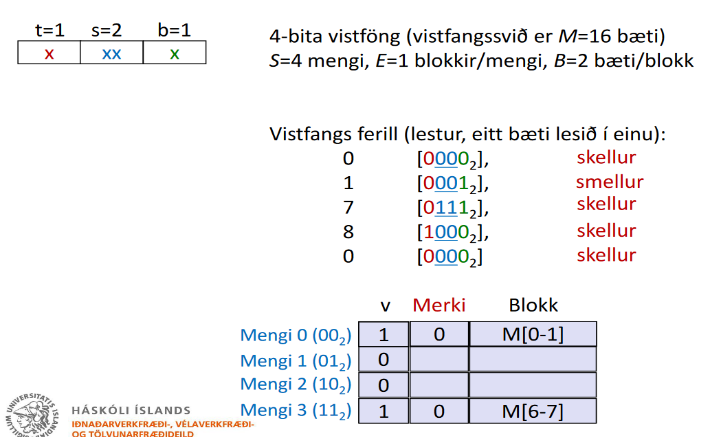 t=1 s=2 b=1
x xx x
4-bita vistföng (vistfangssvið er M=16 bæti)
S=4 mengi, E=1 blokkir/mengi, B=2 bæti/blokk
Vistfangs ferill (lestur, eitt bæti lesið í einu):
0 [0000₂], skellur
1 [0001₂], smellur
7 [0111₂], skellur
8 [1000₂], skellur
0 [0000₂] skellur
v Merki Blokk
Mengi 0 (00₂) 1 0 M[0-1]
Mengi 1 (01₂) 0
Mengi 2 (10₂) 0
Mengi 3 (11₂) 1 0 M[6-7]
HÁSKÓLI ÍSLANDS
IÐNAÐARVERKFRÆÐI-, VÉLAVERKFRÆÐI-
OG TÖLVUNARFRÆÐIDEILD